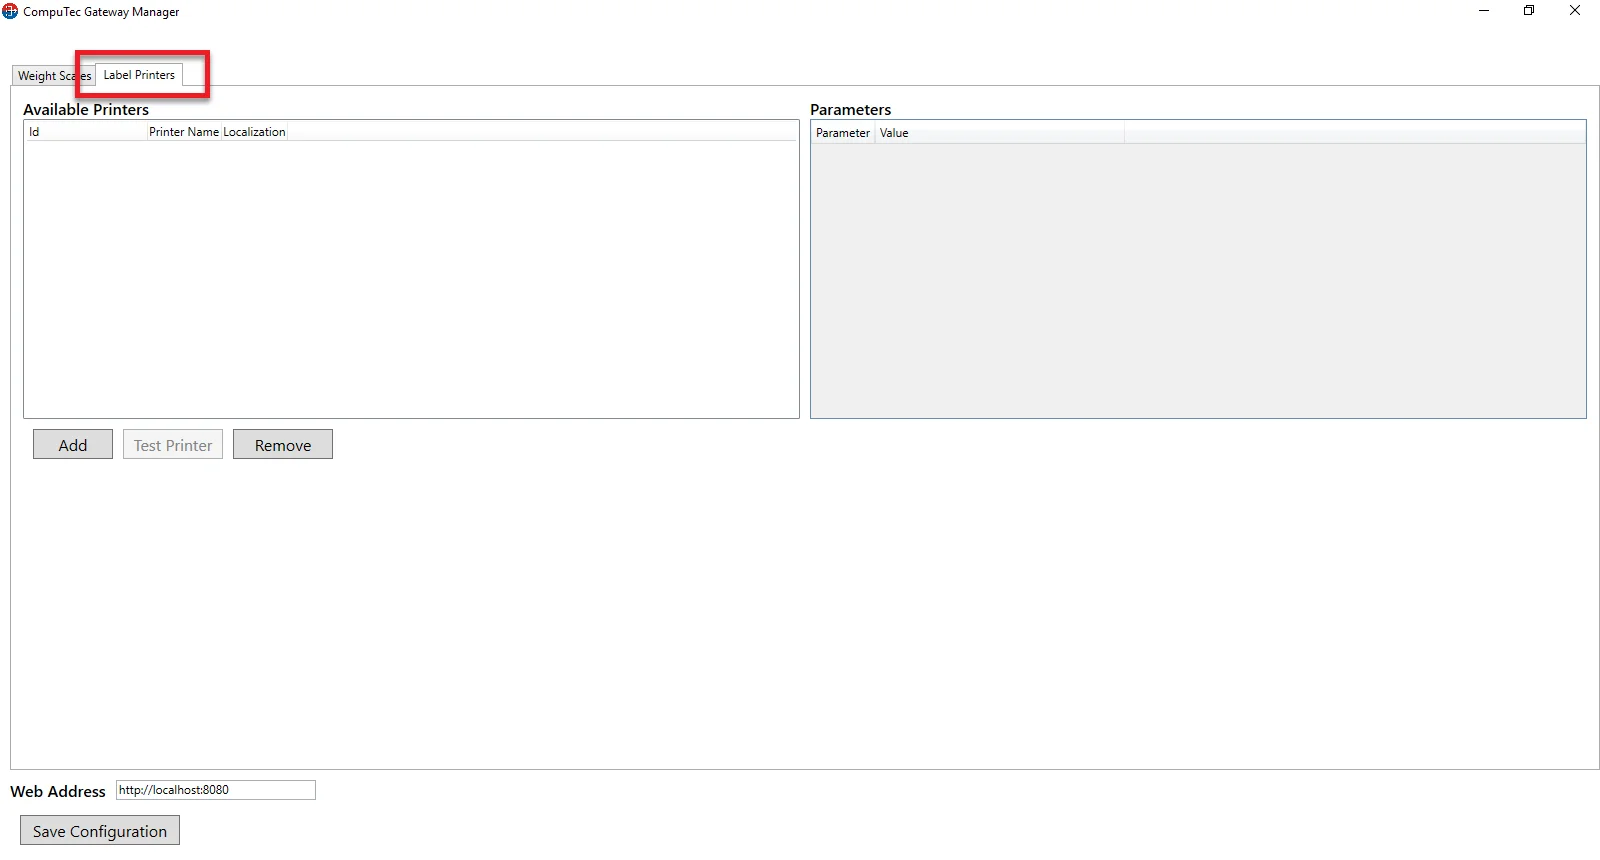 CompuTec Gateway Manager
Weight Scales Label Printers
Available Printers
Id Printer Name Localization
Parameters
Parameter Value
Add Test Printer Remove
Web Address http://localhost:8080
Save Configuration